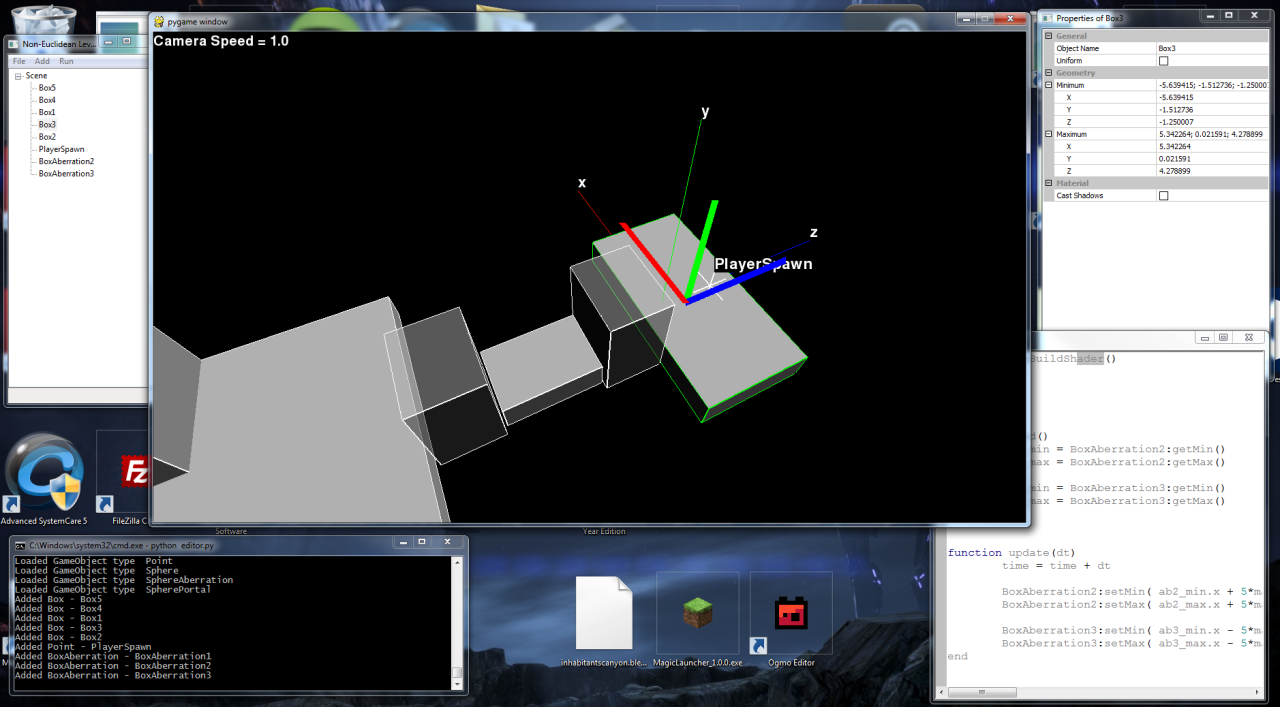 pygame window
Camera Speed = 1.0
y
x
z
PlayerSpawn
Non-Euclidean Lev...
File Add Run
Scene
Box5
Box4
Box1
Box3
Box2
PlayerSpawn
BoxAberration2
BoxAberration3
Properties of Box3
General
Object Name Box3
Uniform
Geometry
Minimum -5.639415; -1.512736; -1.250007
X -5.639415
Y -1.512736
Z -1.250007
Maximum 5.342264; 0.021591; 4.278899
X 5.342264
Y 0.021591
Z 4.278899
Material
Cast Shadows
BuildShader()
()
min = BoxAberration2:getMin()
max = BoxAberration2:getMax()
min = BoxAberration3:getMin()
max = BoxAberration3:getMax()
function update(dt)
time = time + dt
BoxAberration2:setMin( ab2_min.x + 5*m
BoxAberration2:setMax( ab2_max.x + 5*m
BoxAberration3:setMin( ab3_min.x - 5*m
BoxAberration3:setMax( ab3_max.x - 5*m
end
Advanced SystemCare 5
FZ
FileZilla C
Software
Year Edition
C:\Windows\system32\cmd.exe - python editor.py
Loaded GameObject type Point
Loaded GameObject type Sphere
Loaded GameObject type SphereAberration
Loaded GameObject type SpherePortal
Added Box - Box5
Added Box - Box4
Added Box - Box1
Added Box - Box3
Added Box - Box2
Added Point - PlayerSpawn
Added BoxAberration - BoxAberration1
Added BoxAberration - BoxAberration2
Added BoxAberration - BoxAberration3
inhabitantscanyon.ble...
MagicLauncher_1.0.0.exe
Ogmo Editor